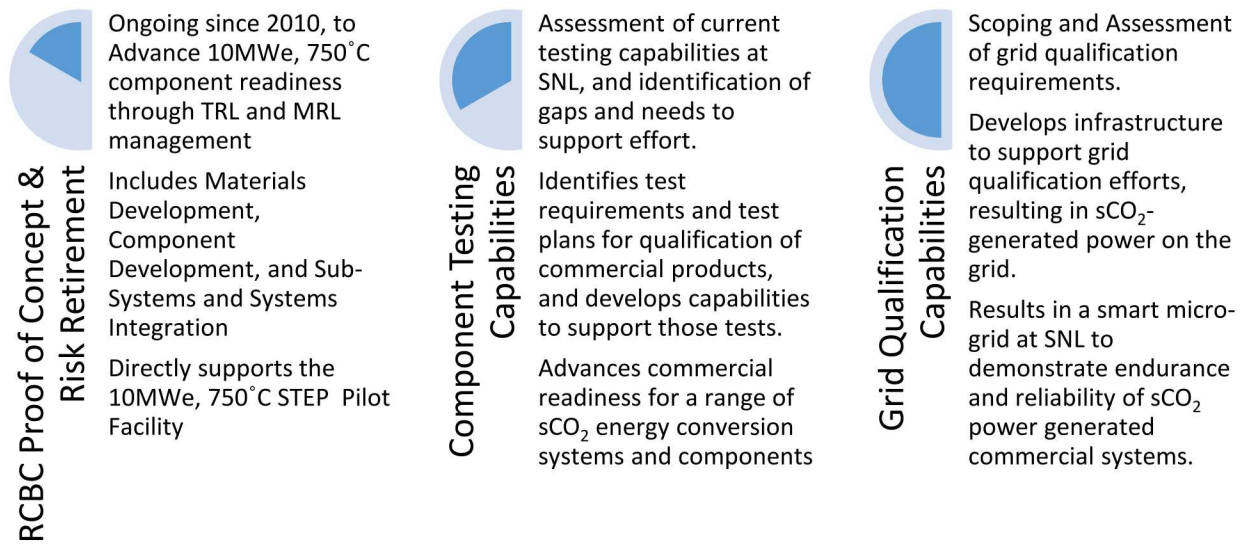 RCBC Proof of Concept &
Risk Retirement
Ongoing since 2010, to
Advance 10MWe, 750˚C
component readiness
through TRL and MRL
management
Includes Materials
Development,
Component
Development, and Sub-
Systems and Systems
Integration
Directly supports the
10MWe, 750˚C STEP  Pilot
Facility
Component Testing
Capabilities
Assessment of current
testing capabilities at
SNL, and identification of
gaps and needs to
support effort.
Identifies test
requirements and test
plans for qualification of
commercial products,
and develops capabilities
to support those tests.
Advances commercial
readiness for a range of
sCO₂ energy conversion
systems and components
Grid Qualification
Capabilities
Scoping and Assessment
of grid qualification
requirements.
Develops infrastructure
to support grid
qualification efforts,
resulting in sCO₂-
generated power on the
grid.
Results in a smart micro-
grid at SNL to
demonstrate endurance
and reliability of sCO₂
power generated
commercial systems.